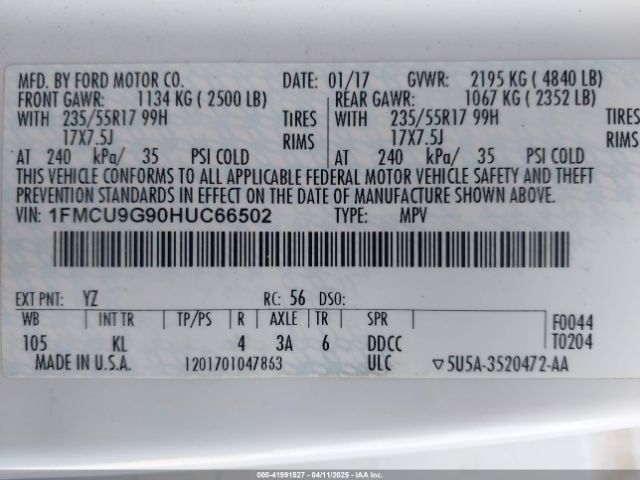 MFD. BY FORD MOTOR CO. DATE: 01/17 GVWR: 2195 KG ( 4840 LB)
FRONT GAWR: 1134 KG ( 2500 LB) REAR GAWR: 1067 KG ( 2352 LB)
WITH 235/55R17 99H TIRES WITH 235/55R17 99H TIRES
17X7.5J RIMS 17X7.5J RIMS
AT 240 kPa/ 35 PSI COLD AT 240 kPa/ 35 PSI COLD
THIS VEHICLE CONFORMS TO ALL APPLICABLE FEDERAL MOTOR VEHICLE SAFETY AND THEFT
PREVENTION STANDARDS IN EFFECT ON THE DATE OF MANUFACTURE SHOWN ABOVE.
VIN: 1FMCU9G90HUC66502 TYPE: MPV
EXT PNT: YZ RC: 56 DSO:
WB INT TR TP/PS R AXLE TR SPR F0044
105 KL 4 3A 6 DDCC T0204
MADE IN U.S.A. 1201701047863 ULC ▽5U5A-3520472-AA
000-41991527 - 04/11/2025 - IAA Inc.